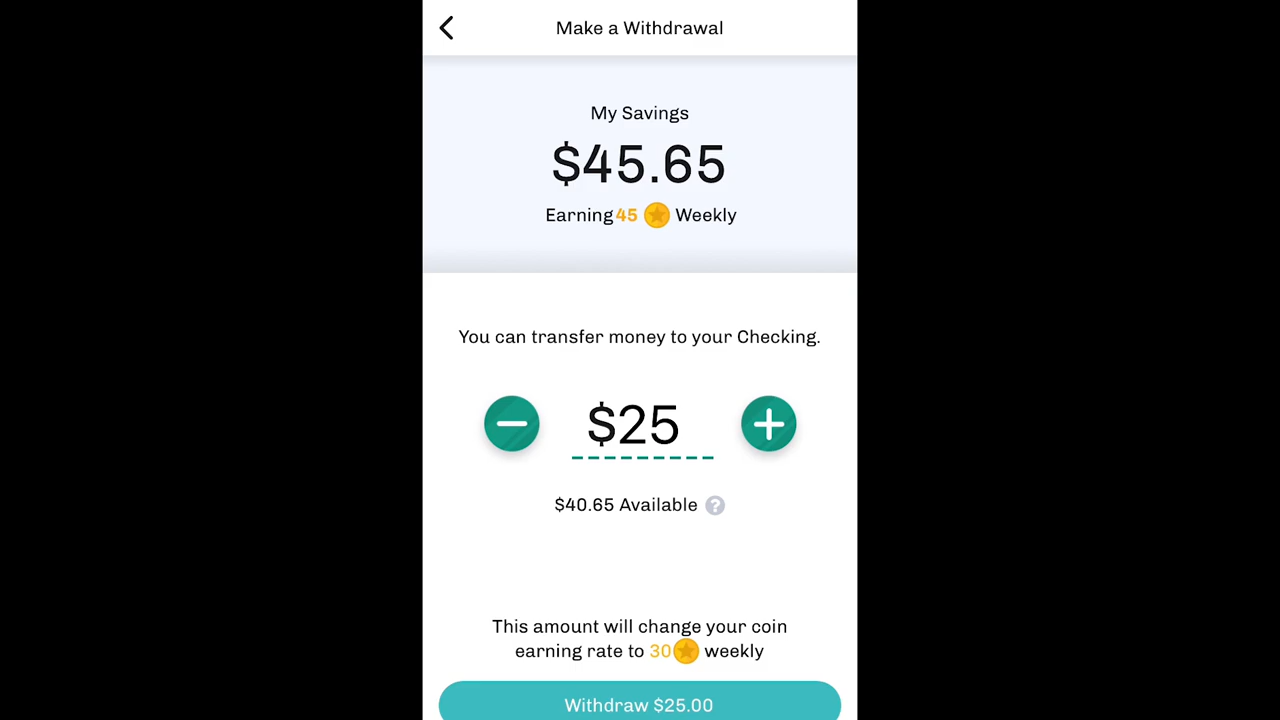 Make a Withdrawal
My Savings
$45.65
Earning 45 Weekly
You can transfer money to your Checking.
$25
$40.65 Available ?
This amount will change your coin
earning rate to 30 weekly
Withdraw $25.00